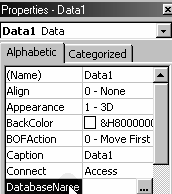 Properties - Data1
Data1 Data
Alphabetic Categorized
(Name) Data1
Align 0 - None
Appearance 1 - 3D
BackColor &H8000000
BOFAction 0 - Move First
Caption Data1
Connect Access
DatabaseName ...